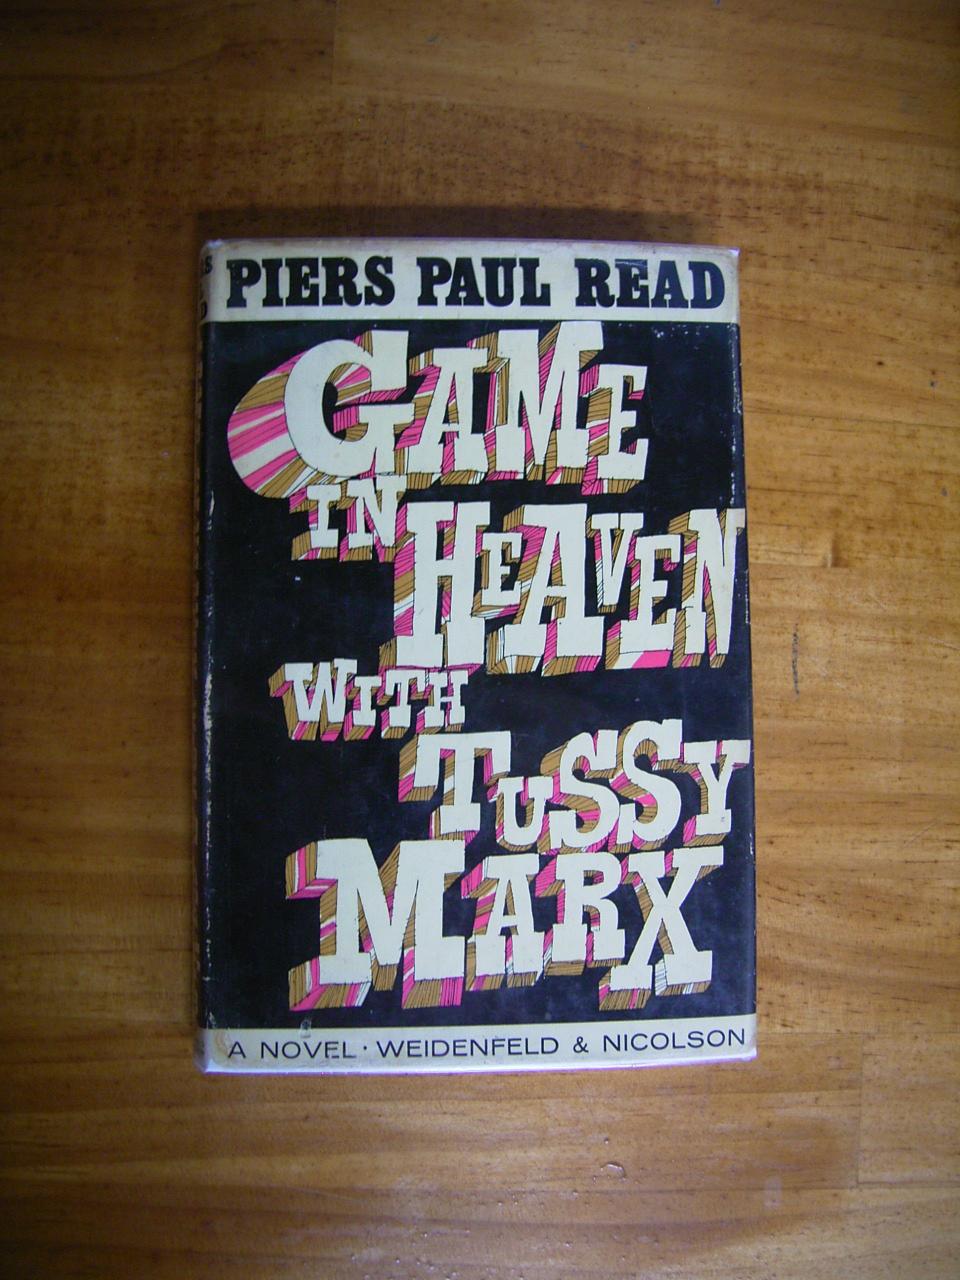 PIERS PAUL READ
GAME
IN
HEAVEN
WITH
TUSSY
MARX
A NOVEL · WEIDENFELD & NICOLSON